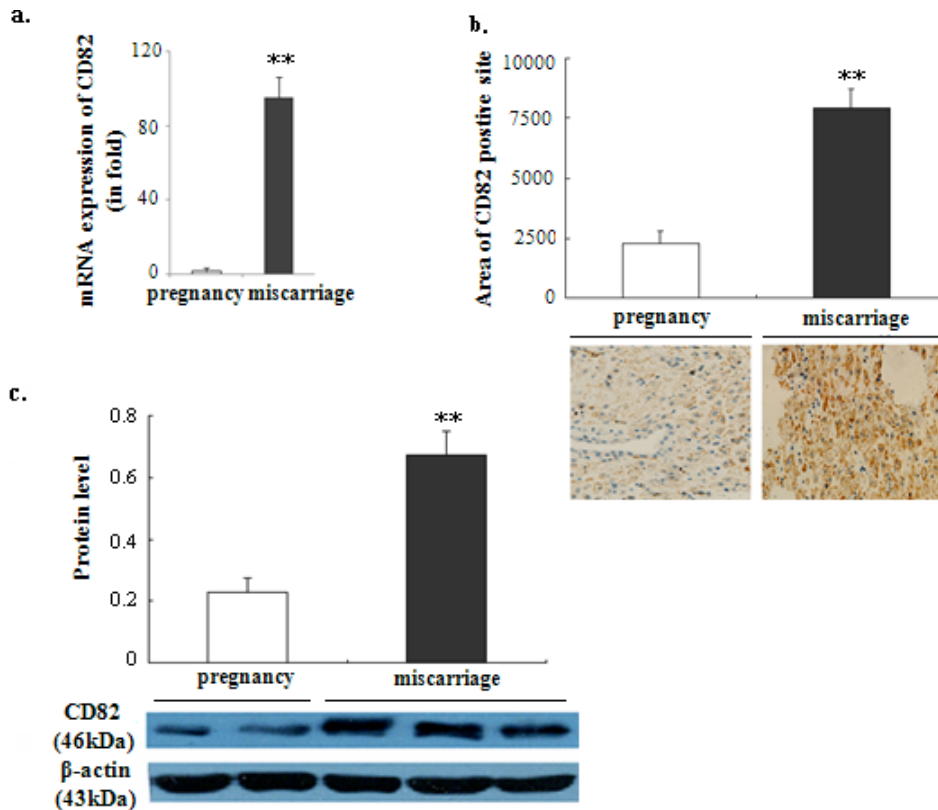 a.
mRNA expression of CD82
(in fold)
120
80
40
0
**
pregnancy miscarriage
b.
Area of CD82 postive site
10000
7500
5000
2500
0
**
pregnancy
miscarriage
c.
Protein level
0.8
0.6
0.4
0.2
0
**
pregnancy
miscarriage
CD82
(46kDa)
β-actin
(43kDa)